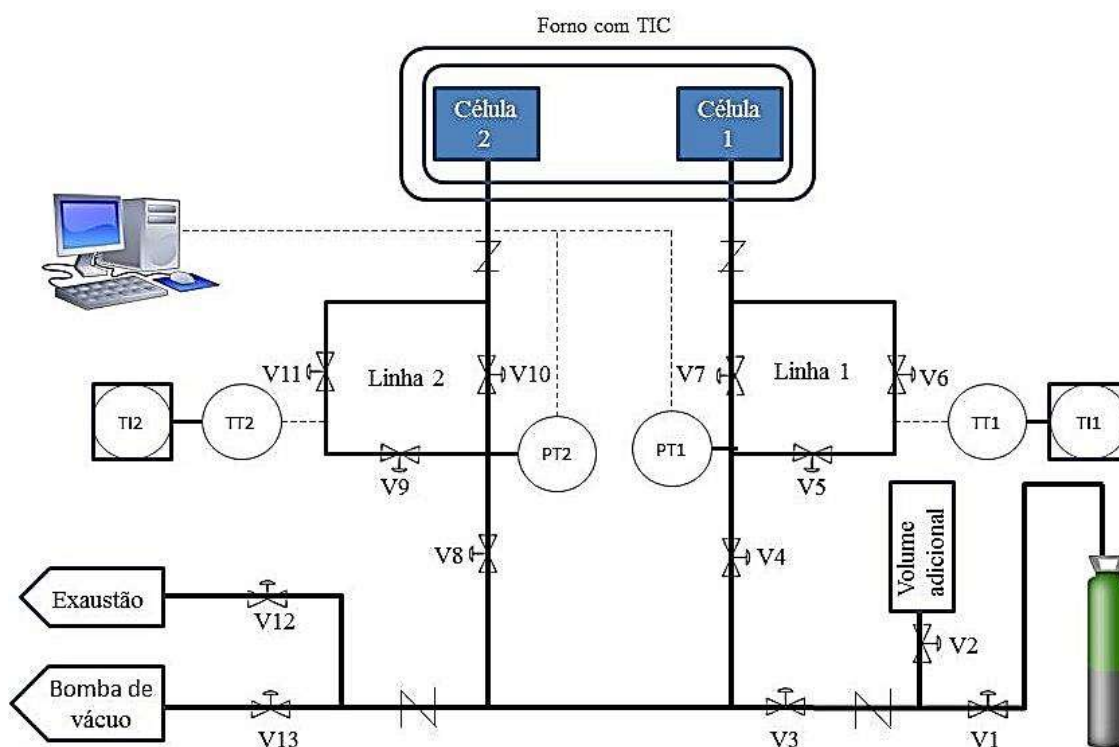 Forno com TIC
Célula
2
Célula
1
V11
Linha 2
V10
V7
Linha 1
V6
TI2
TT2
PT2
PT1
TT1
TI1
V9
V5
V8
V4
Volume
adicional
Exaustão
V12
V2
Bomba de
vácuo
V13
V3
V1